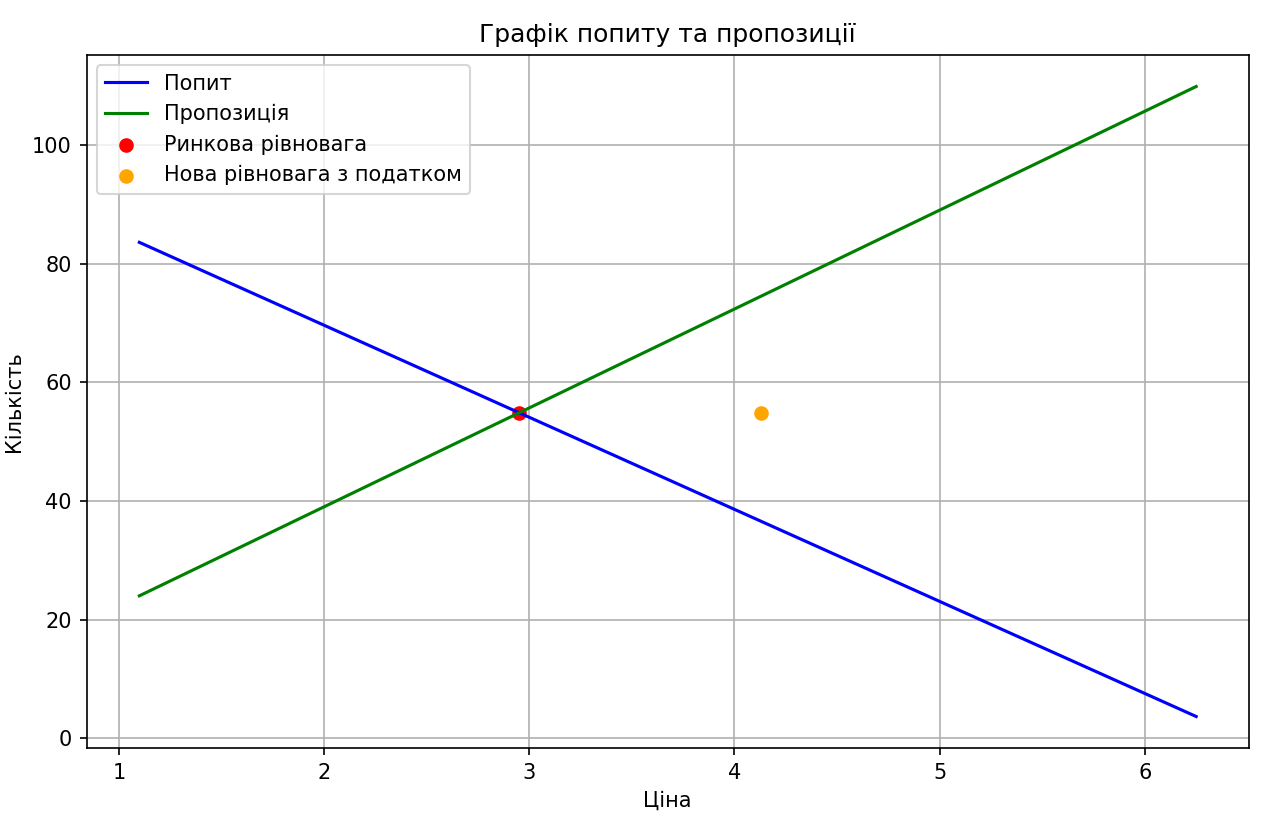 Графік попиту та пропозиції
Попит
Пропозиція
Ринкова рівновага
Нова рівновага з податком
Кількість
100
80
60
40
20
0
1 2 3 4 5 6
Ціна